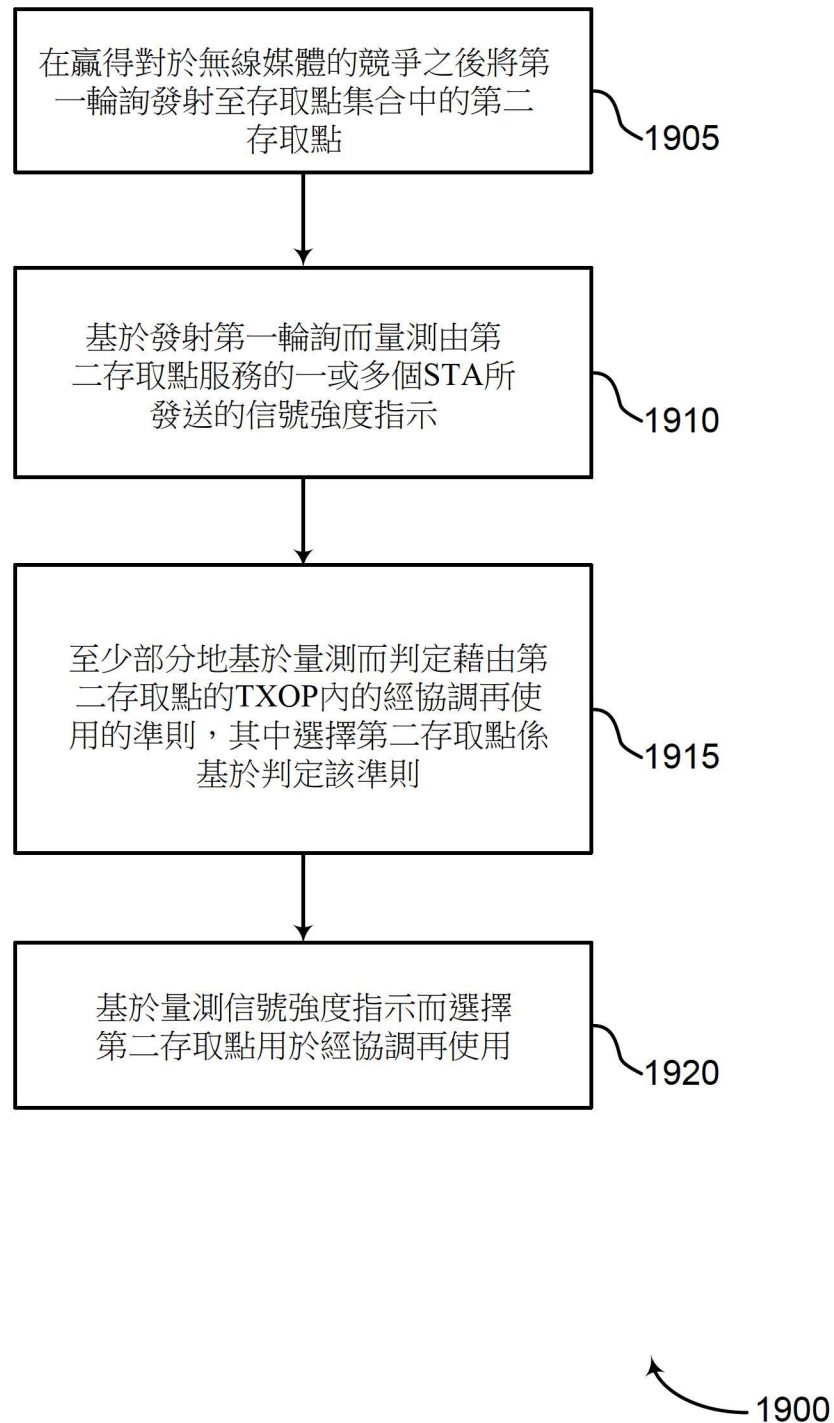 在贏得對於無線媒體的競爭之後將第
一輪詢發射至存取點集合中的第二
存取點
1905
基於發射第一輪詢而量測由第
二存取點服務的一或多個STA所
發送的信號強度指示
1910
至少部分地基於量測而判定藉由第
二存取點的TXOP內的經協調再使
用的準則，其中選擇第二存取點係
基於判定該準則
1915
基於量測信號強度指示而選擇
第二存取點用於經協調再使用
1920
1900